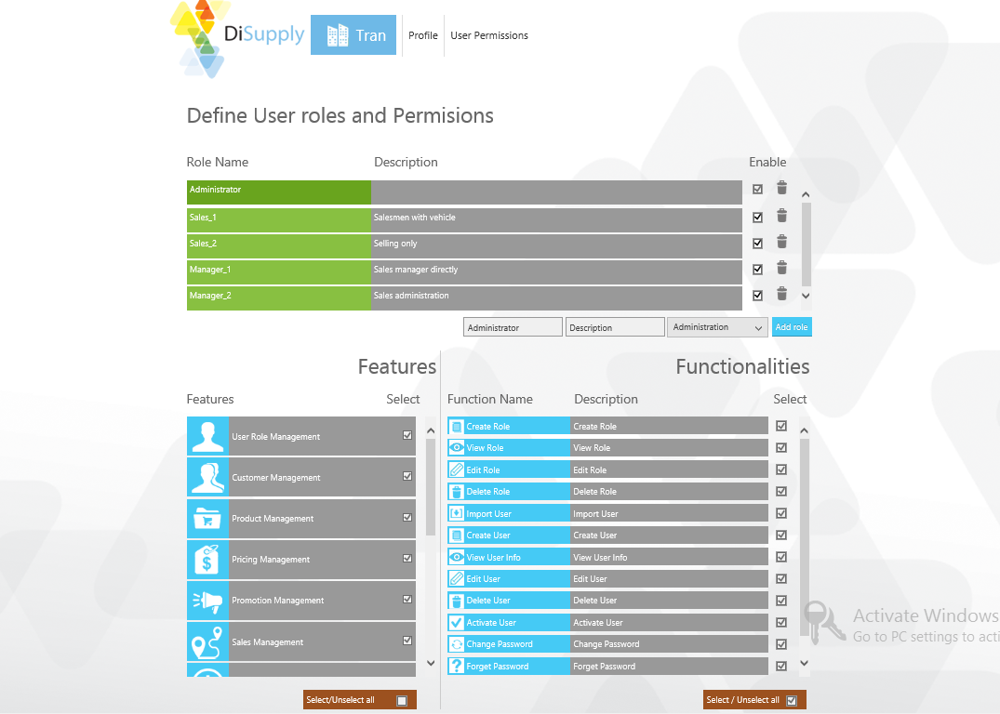 DiSupply Tran Profile User Permissions
Define User roles and Permisions
Role Name Description Enable
Administrator
Sales_1 Salesmen with vehicle
Sales_2 Selling only
Manager_1 Sales manager directly
Manager_2 Sales administration
Administrator Description Administration Add role
Features Functionalities
Features Select Function Name Description Select
User Role Management
Customer Management
Product Management
Pricing Management
Promotion Management
Sales Management
Select/Unselect all
Create Role Create Role
View Role View Role
Edit Role Edit Role
Delete Role Delete Role
Import User Import User
Create User Create User
View User Info View User Info
Edit User Edit User
Delete User Delete User
Activate User Activate User
Change Password Change Password
Forget Password Forget Password
Select / Unselect all
Activate Windows
Go to PC settings to acti